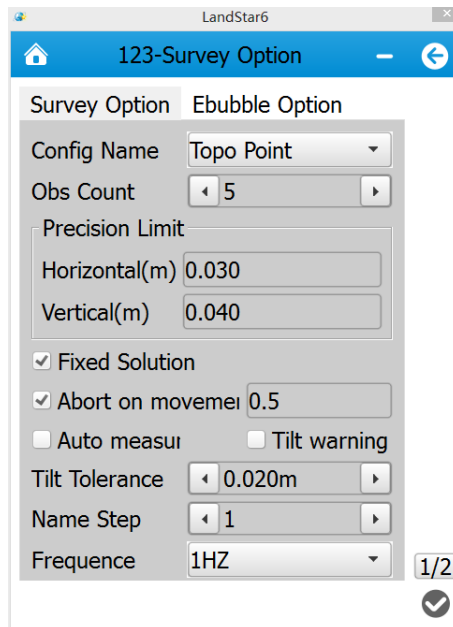 LandStar6
123-Survey Option
Survey Option Ebubble Option
Config Name Topo Point
Obs Count 5
Precision Limit
Horizontal(m) 0.030
Vertical(m) 0.040
Fixed Solution
Abort on movemei 0.5
Auto measur Tilt warning
Tilt Tolerance 0.020m
Name Step 1
Frequence 1HZ
1/2